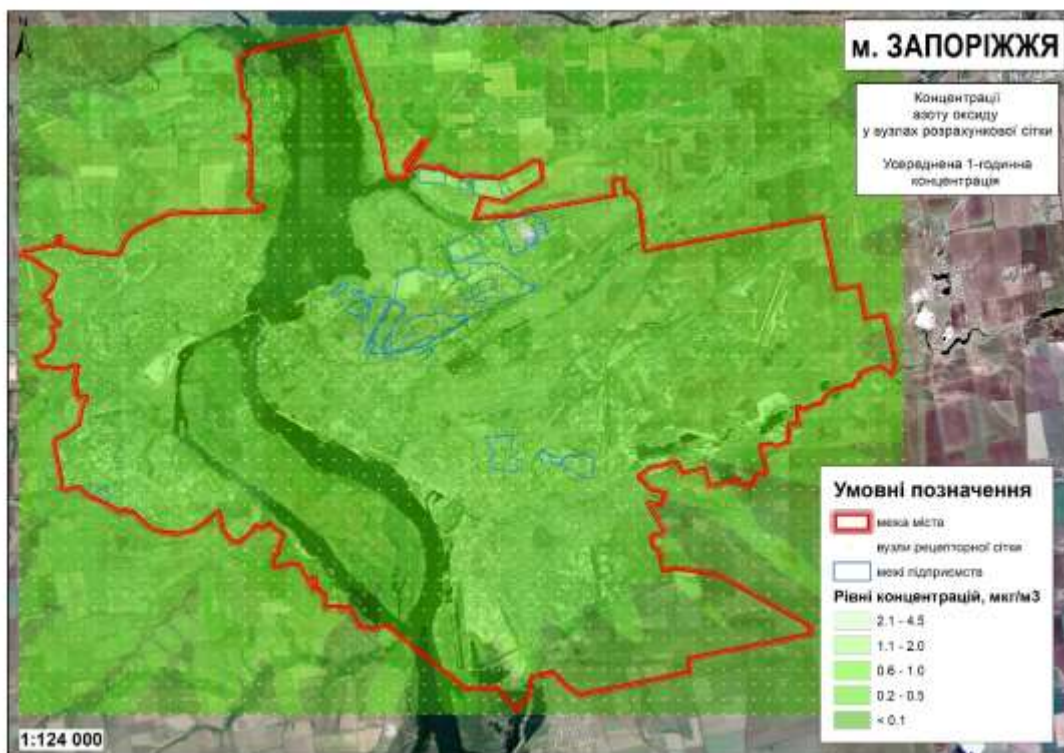 м. ЗАПОРІЖЖЯ
Концентрації
азоту оксиду
у вузлах розрахункової сітки
Усереднена 1-годинна
концентрація
Умовні позначення
межа міста
вузли рецепторної сітки
межі підприємств
Рівні концентрацій, мкг/м3
2.1 - 4.5
1.1 - 2.0
0.6 - 1.0
0.2 - 0.5
< 0.1
1:124 000